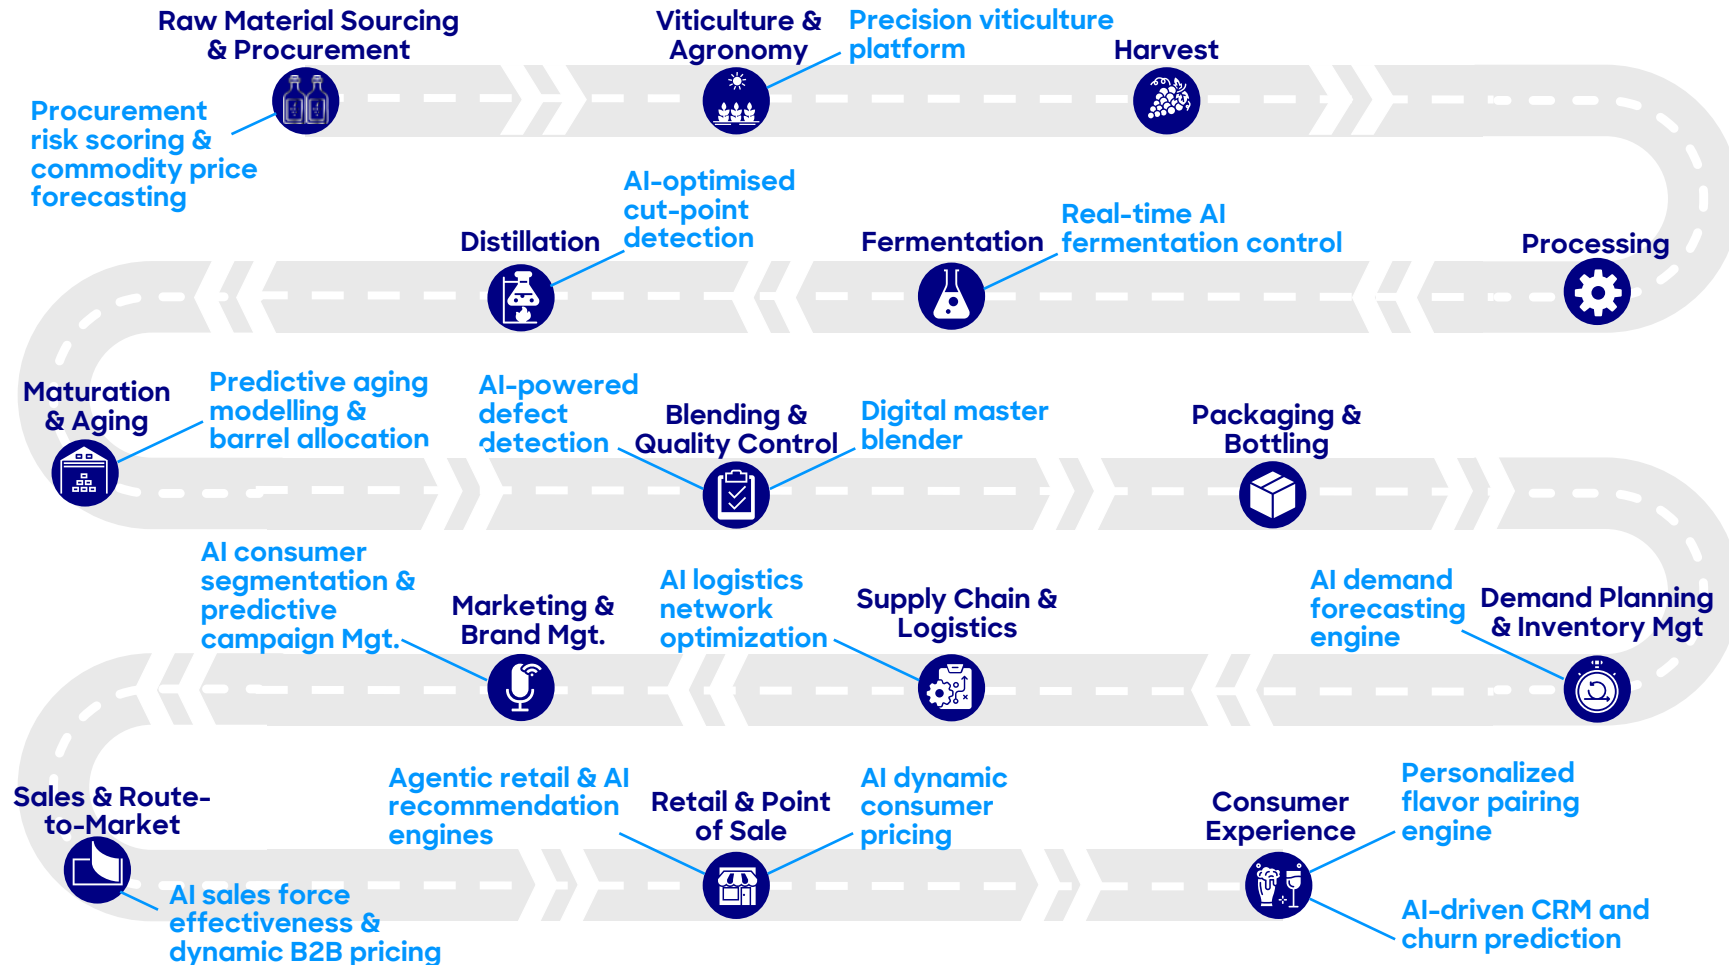 Raw Material Sourcing
& Procurement
Procurement
risk scoring &
commodity price
forecasting
Viticulture &
Agronomy
Precision viticulture
platform
Harvest
Processing
Fermentation
Real-time AI
fermentation control
Distillation
AI-optimised
cut-point
detection
Maturation
& Aging
Predictive aging
modelling &
barrel allocation
AI-powered
defect
detection
Blending &
Quality Control
Digital master
blender
Packaging &
Bottling
Demand Planning
& Inventory Mgt
AI demand
forecasting
engine
Supply Chain &
Logistics
AI logistics
network
optimization
Marketing &
Brand Mgt.
AI consumer
segmentation &
predictive
campaign Mgt.
Sales & Route-
to-Market
AI sales force
effectiveness &
dynamic B2B pricing
Agentic retail & AI
recommendation
engines
Retail & Point
of Sale
AI dynamic
consumer
pricing
Consumer
Experience
Personalized
flavor pairing
engine
AI-driven CRM and
churn prediction